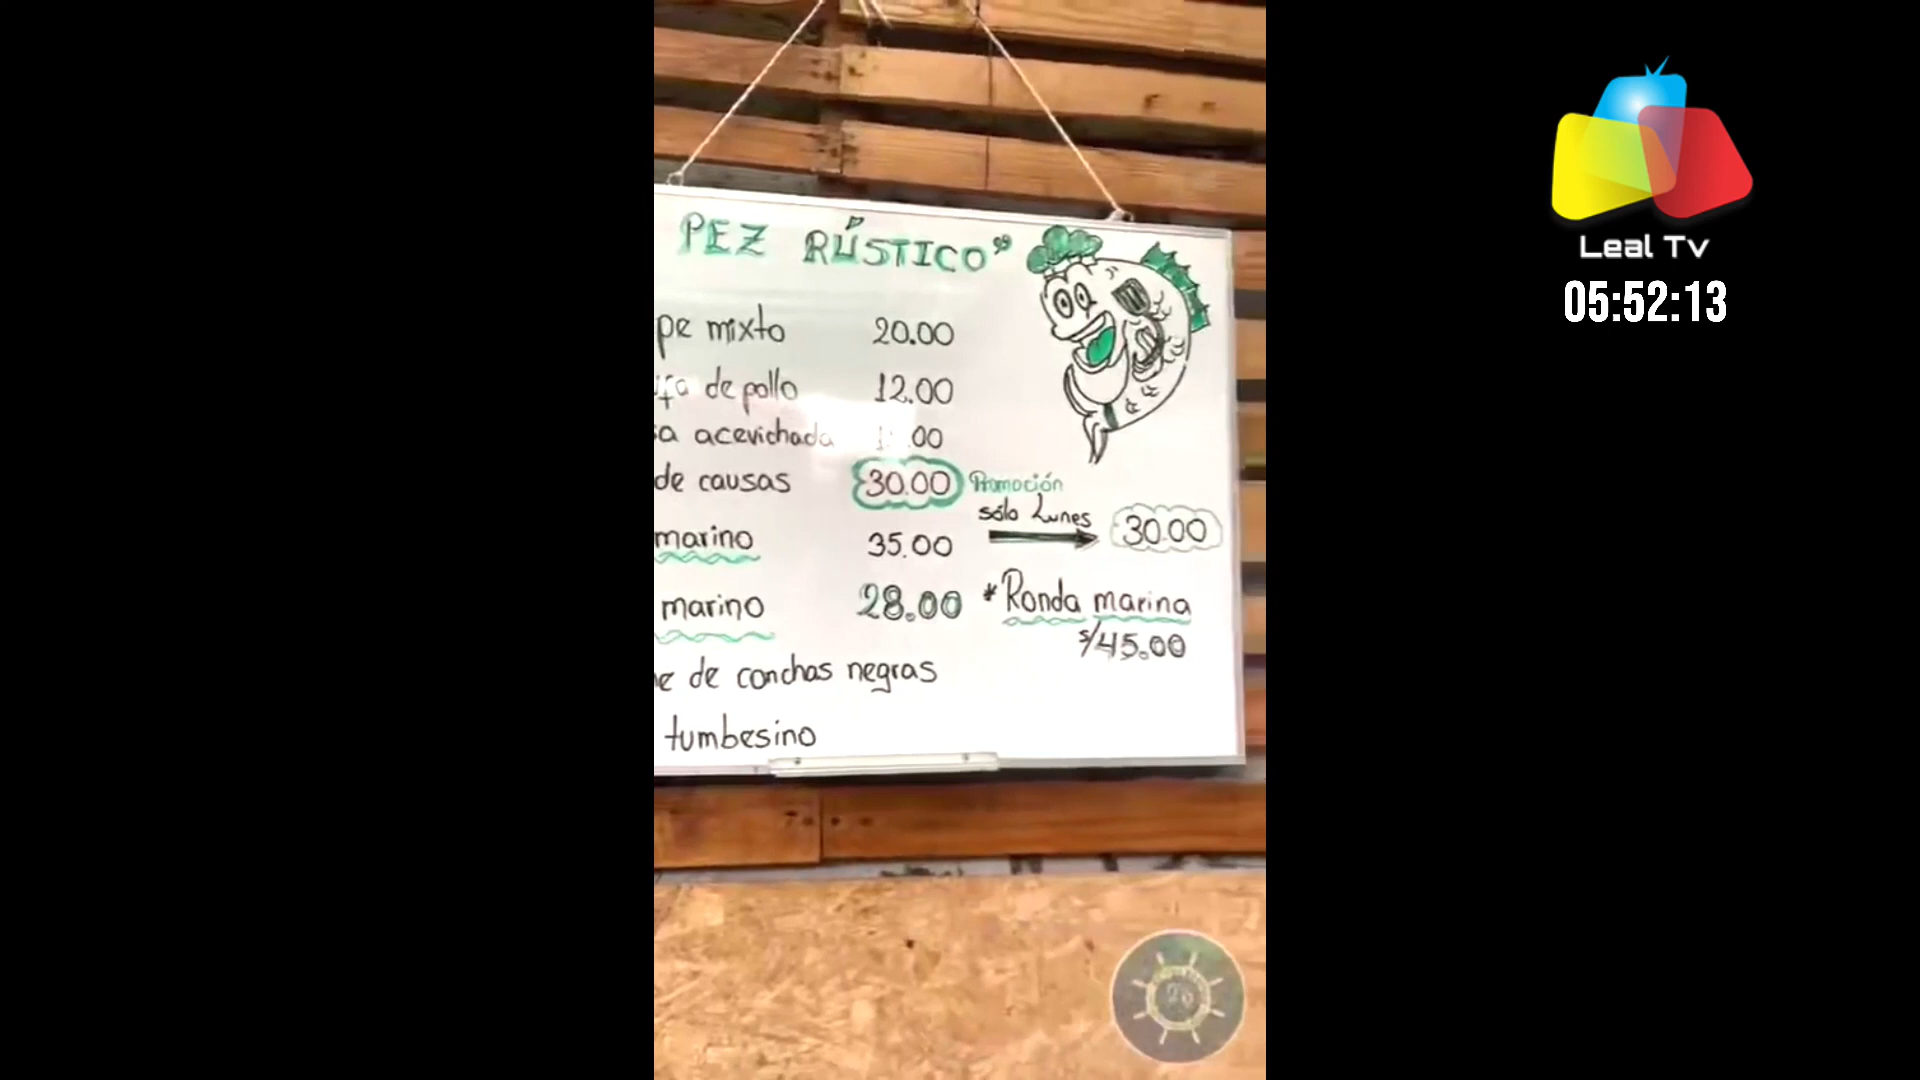 PEZ RÚSTICO"
pe mixto 20.00
fa de pollo 12.00
sa acevichada
de causas 30.00 Promoción
sólo Lunes
marino 35.00 30.00
marino 28.00 * Ronda marina
s/45.00
e de conchas negras
tumbesino
Leal Tv
05:52:13